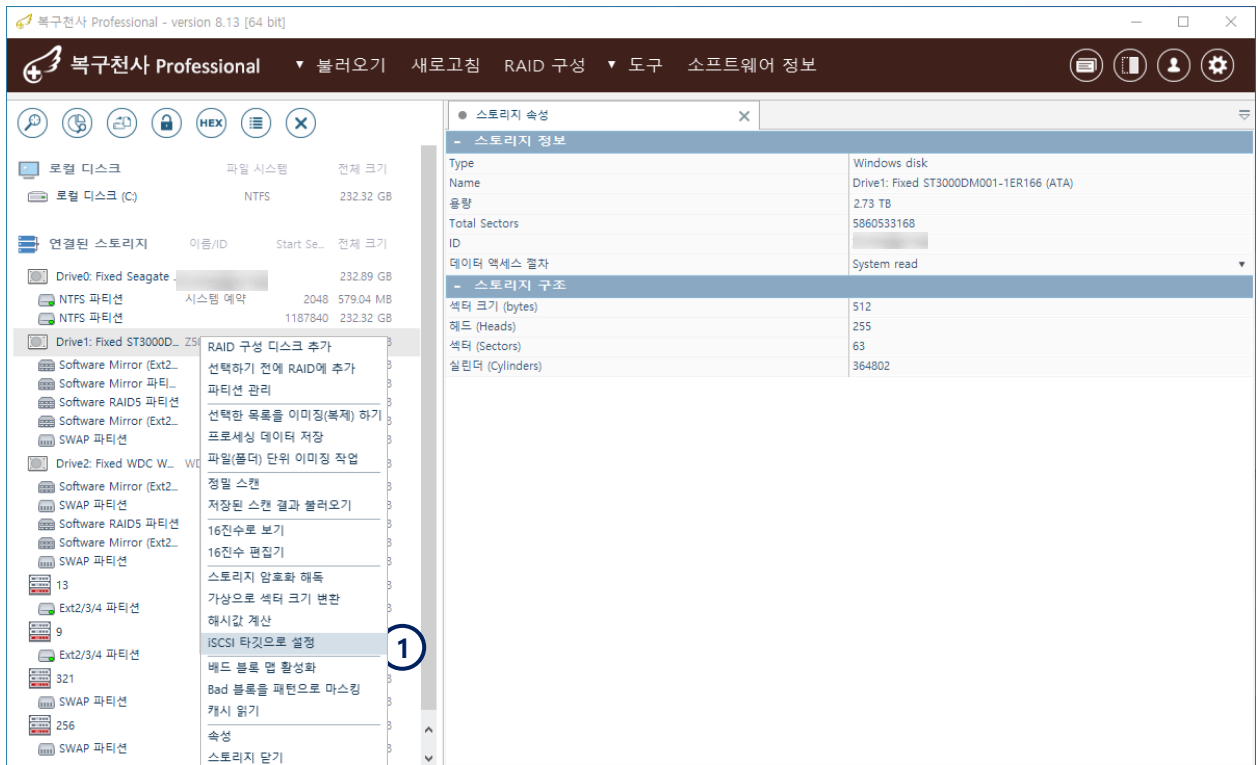 복구천사 Professional - version 8.13 [64 bit]
복구천사 Professional ▼ 불러오기 새로고침 RAID 구성 ▼ 도구 소프트웨어 정보
HEX
로컬 디스크 파일 시스템 전체 크기
로컬 디스크 (C:) NTFS 232.32 GB
연결된 스토리지 이름/ID Start Se... 전체 크기
Drive0: Fixed Seagate 232.89 GB
NTFS 파티션 시스템 예약 2048 579.04 MB
NTFS 파티션 1187840 232.32 GB
Drive1: Fixed ST3000D...
Software Mirror (Ext2...
Software Mirror 파티...
Software RAID5 파티션
Software Mirror (Ext2...
SWAP 파티션
Drive2: Fixed WDC W...
Software Mirror (Ext2...
SWAP 파티션
Software RAID5 파티션
Software Mirror (Ext2...
SWAP 파티션
13
Ext2/3/4 파티션
9
Ext2/3/4 파티션
321
SWAP 파티션
256
SWAP 파티션
RAID 구성 디스크 추가
선택하기 전에 RAID에 추가
파티션 관리
선택한 목록을 이미징(복제) 하기
프로세싱 데이터 저장
파일(폴더) 단위 이미징 작업
정밀 스캔
저장된 스캔 결과 불러오기
16진수로 보기
16진수 편집기
스토리지 암호화 해독
가상으로 섹터 크기 변환
해시값 계산
iSCSI 타깃으로 설정
1
배드 블록 맵 활성화
Bad 블록을 패턴으로 마스킹
캐시 읽기
속성
스토리지 닫기
스토리지 속성
- 스토리지 정보
Type Windows disk
Name Drive1: Fixed ST3000DM001-1ER166 (ATA)
용량 2.73 TB
Total Sectors 5860533168
ID
데이터 액세스 절차 System read
- 스토리지 구조
섹터 크기 (bytes) 512
헤드 (Heads) 255
섹터 (Sectors) 63
실린더 (Cylinders) 364802